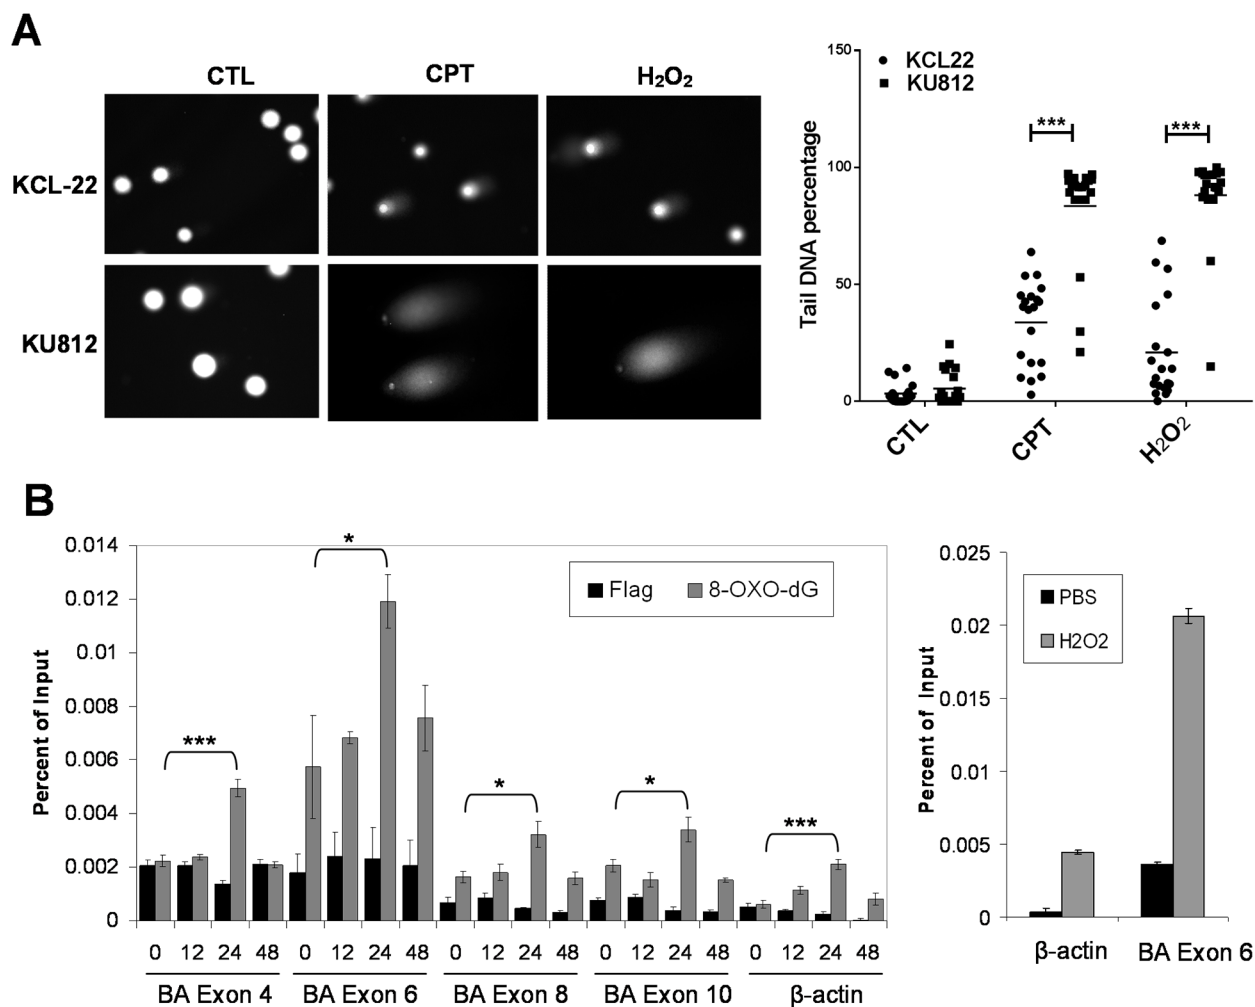 A
CTL CPT H2O2
KCL-22
KU812
KCL22
KU812
Tail DNA percentage
150
100
50
0
*** ***
CTL CPT H2O2
B
Percent of Input
0.014
0.012
0.01
0.008
0.006
0.004
0.002
0
Flag 8-OXO-dG
*** * * * ***
0 12 24 48 0 12 24 48 0 12 24 48 0 12 24 48 0 12 24 48
BA Exon 4 BA Exon 6 BA Exon 8 BA Exon 10 β-actin
Percent of Input
0.025
0.02
0.015
0.01
0.005
0
PBS
H2O2
β-actin BA Exon 6